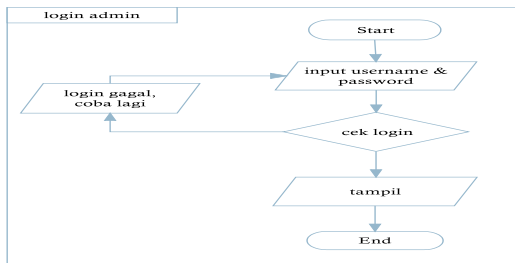 login admin
Start
input username &
password
login gagal,
coba lagi
cek login
tampil
End